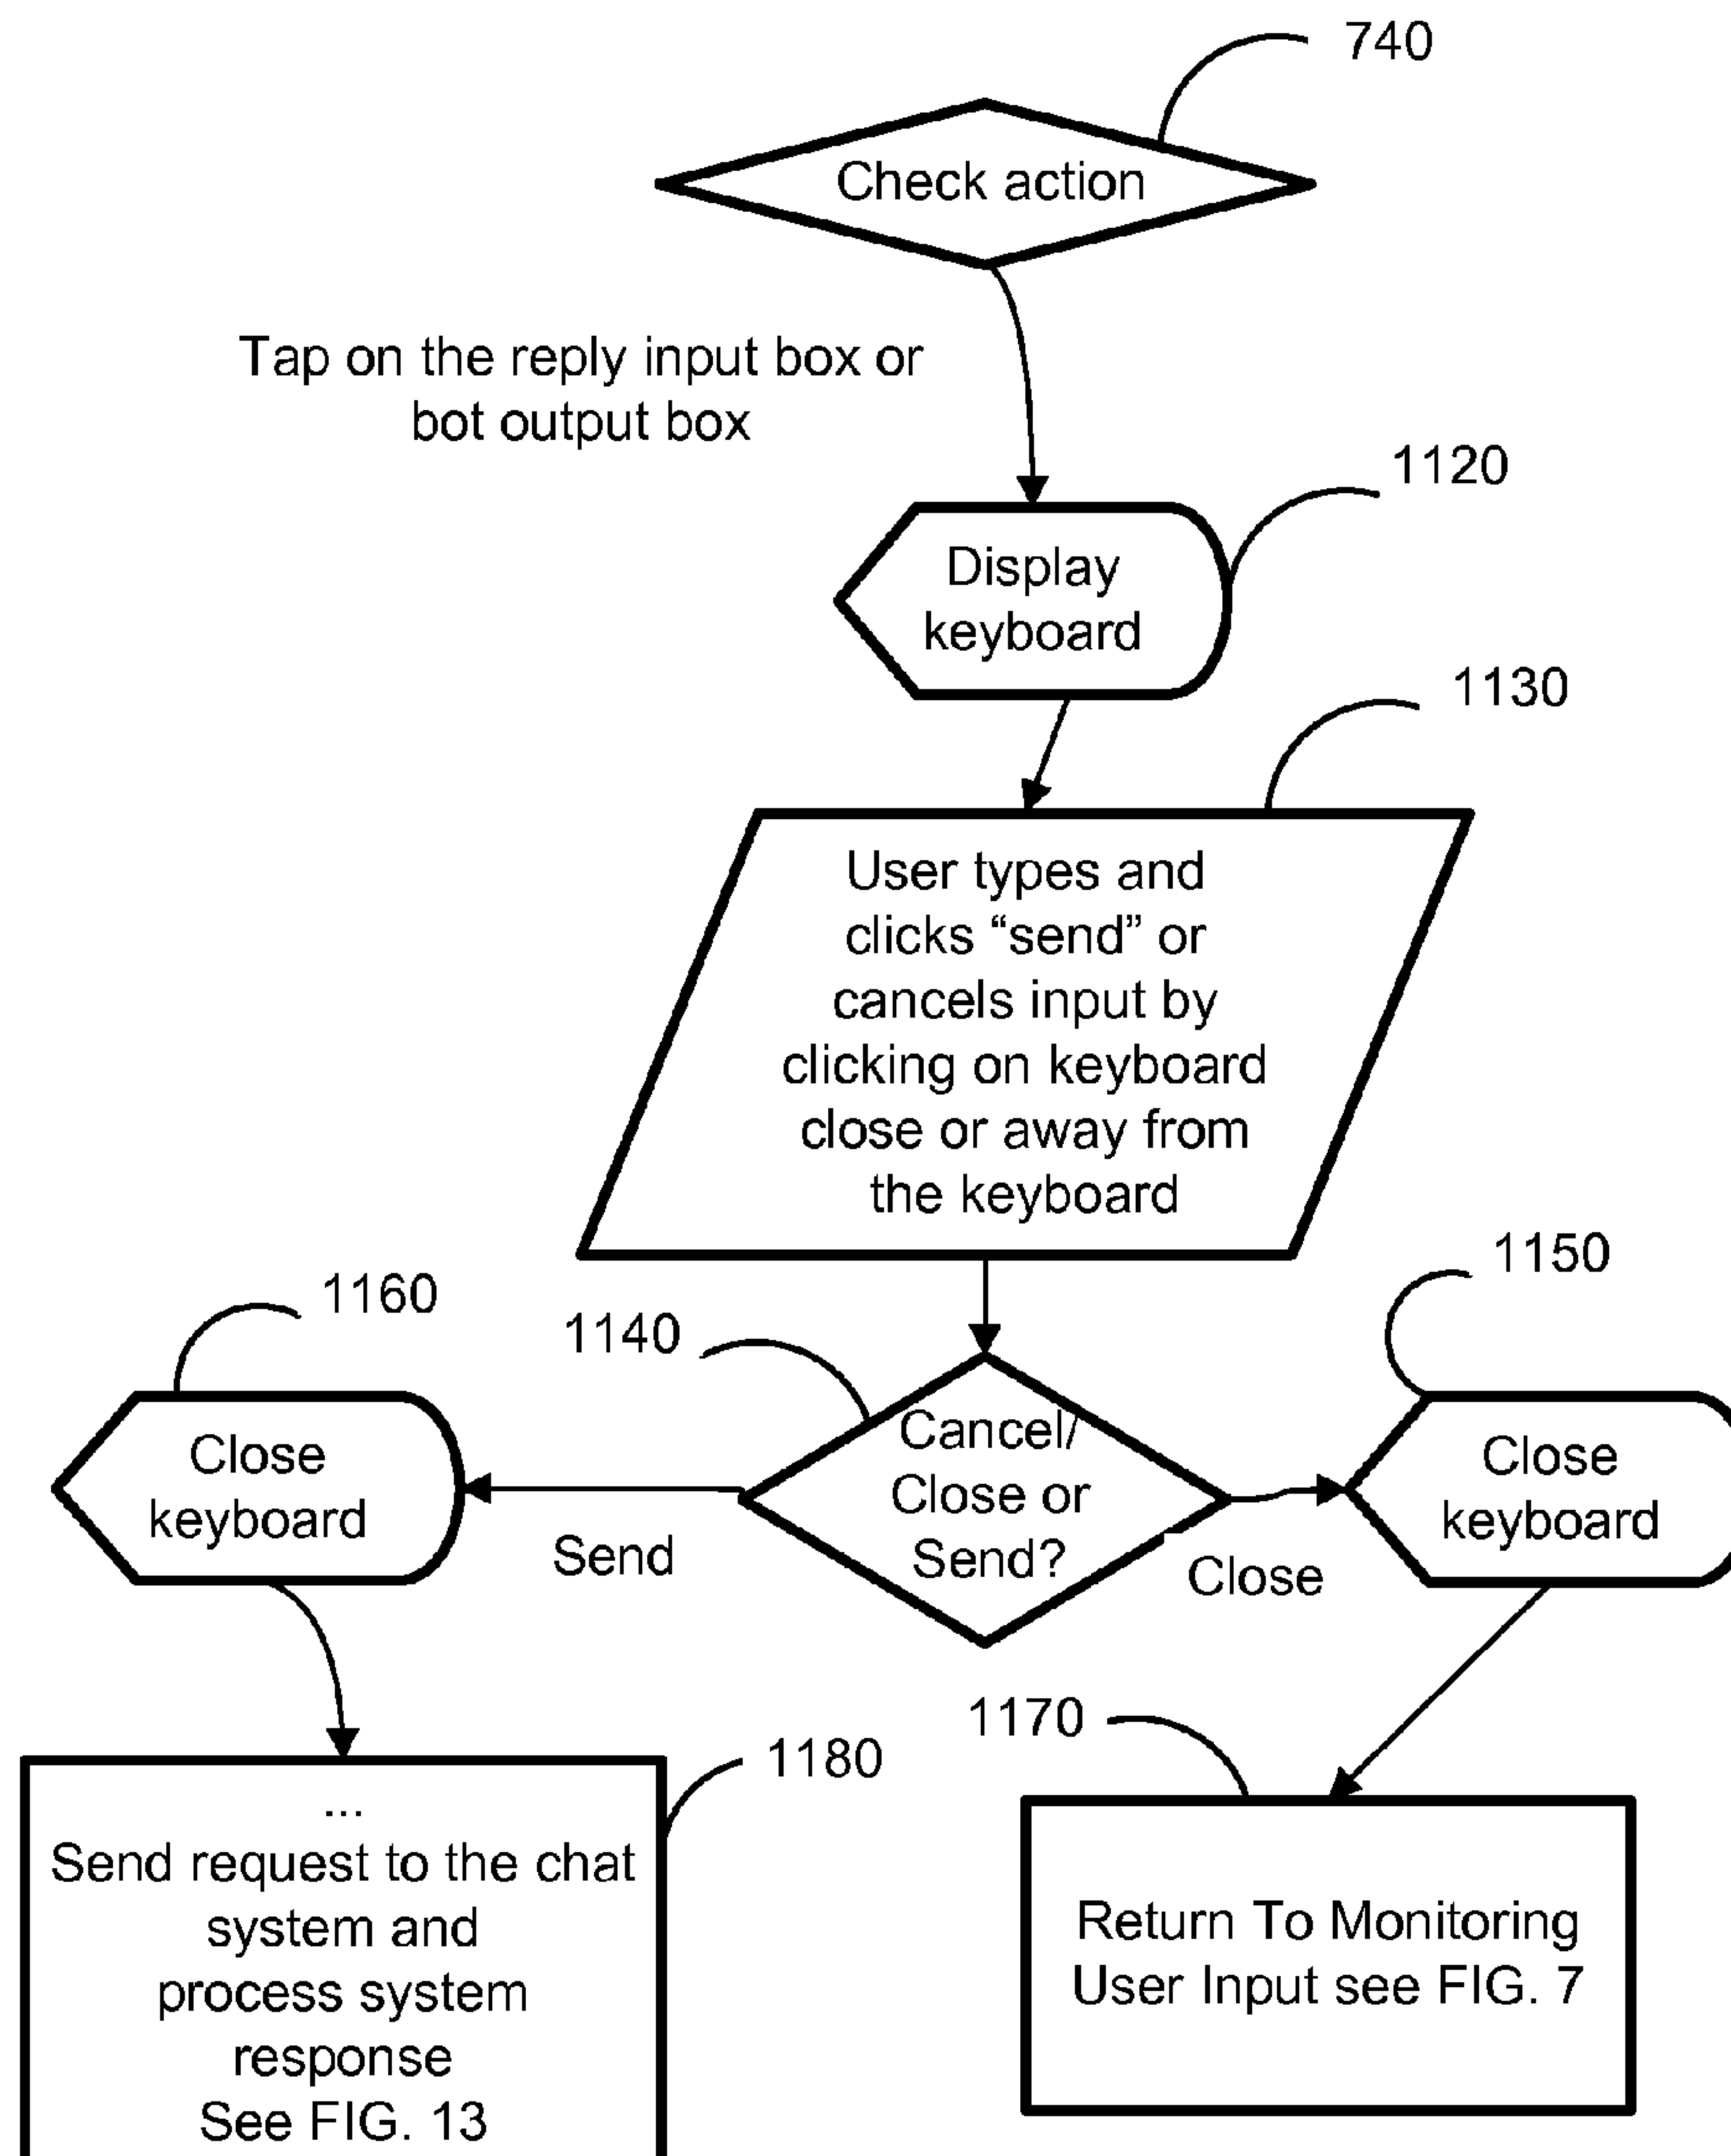 740
Check action
Tap on the reply input box or
bot output box
1120
Display
keyboard
1130
User types and
clicks “send” or
cancels input by
clicking on keyboard
close or away from
the keyboard
1150
1160
1140
Cancel/
Close or
Send?
Close
keyboard
Close
keyboard
Send
Close
1170
1180
...
Send request to the chat
system and
process system
response
See FIG. 13
Return To Monitoring
User Input see FIG. 7